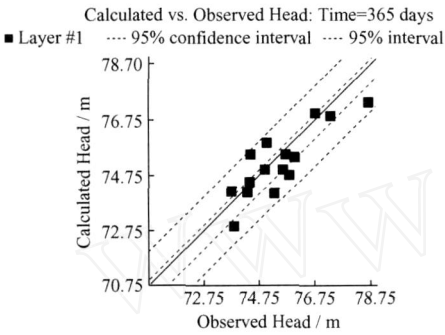 Calculated vs. Observed Head: Time=365 days
■ Layer #1 ---- 95% confidence interval ---- 95% interval
Calculated Head / m
78.70
76.75
74.75
72.75
70.75
72.75 74.75 76.75 78.75
Observed Head / m
W W W